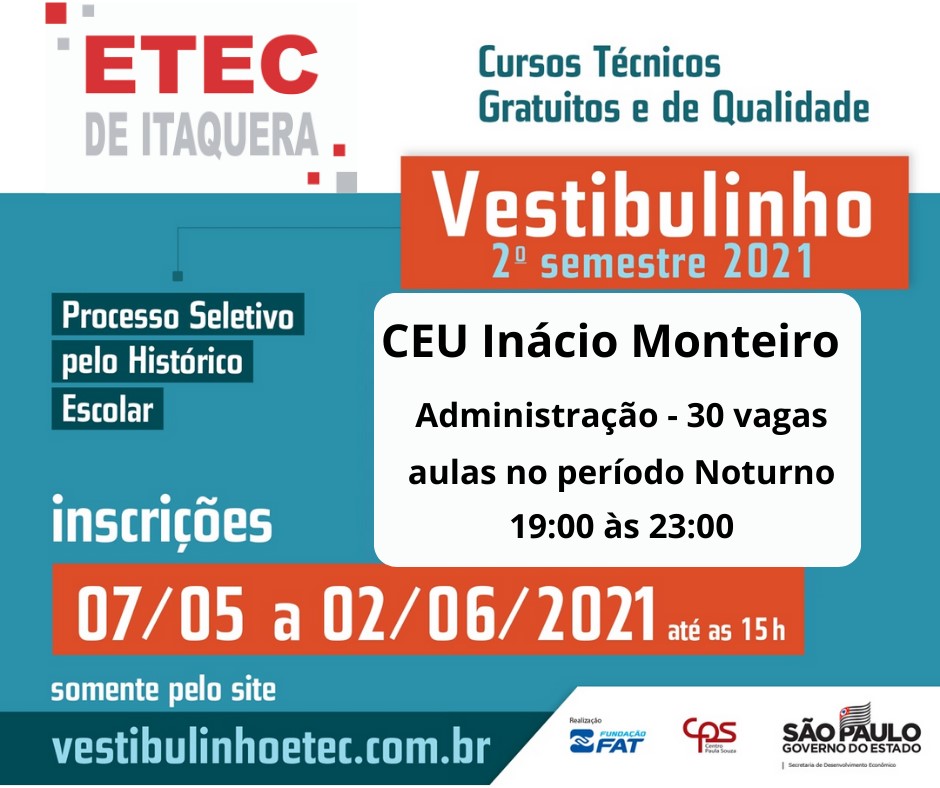 ETEC
DE ITAQUERA
Cursos Técnicos
Gratuitos e de Qualidade
Vestibulinho
2º semestre 2021
Processo Seletivo
pelo Histórico
Escolar
CEU Inácio Monteiro
Administração - 30 vagas
aulas no período Noturno
19:00 às 23:00
inscrições
07/05 a 02/06/2021 até as 15h
somente pelo site
vestibulinhoetec.com.br
Realização
FUNDAÇÃO
FAT
CPS
Centro
Paula Souza
SÃO PAULO
GOVERNO DO ESTADO
Secretaria de Desenvolvimento Econômico